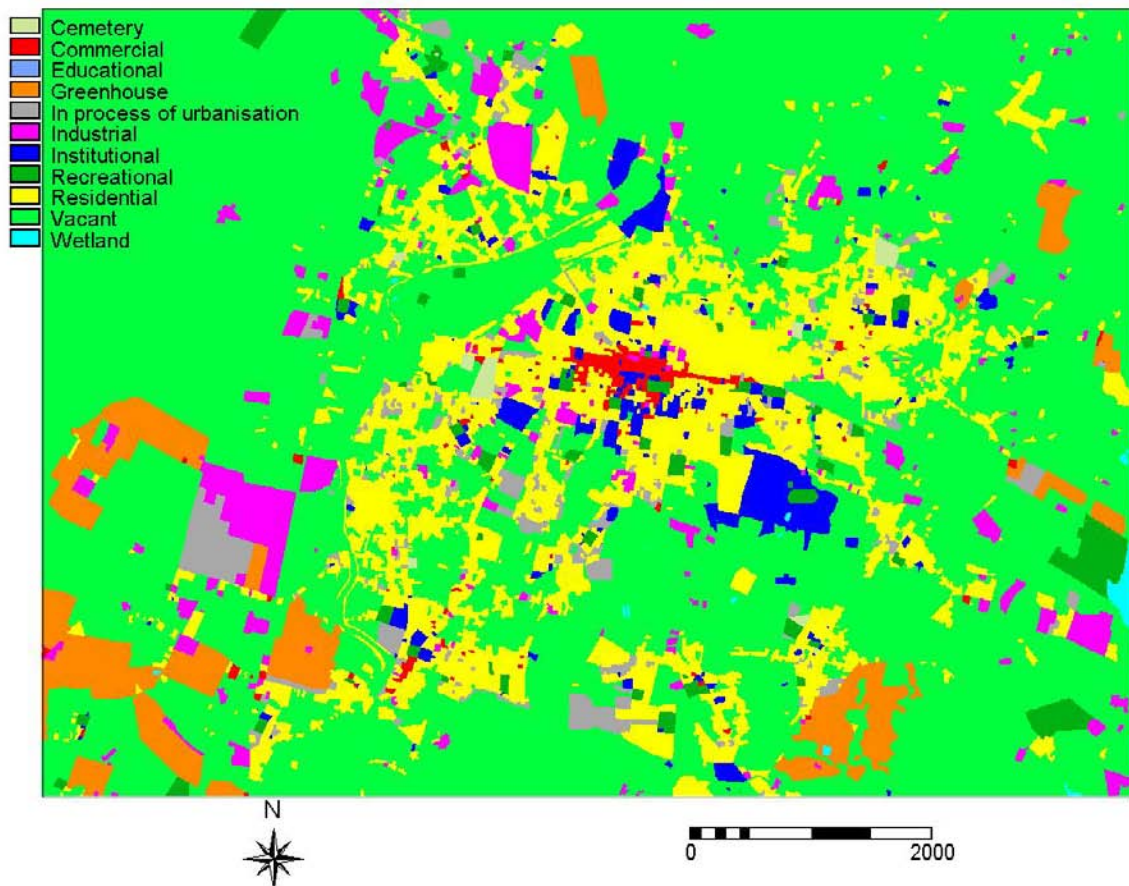 Cemetery
Commercial
Educational
Greenhouse
In process of urbanisation
Industrial
Institutional
Recreational
Residential
Vacant
Wetland
N
0 2000